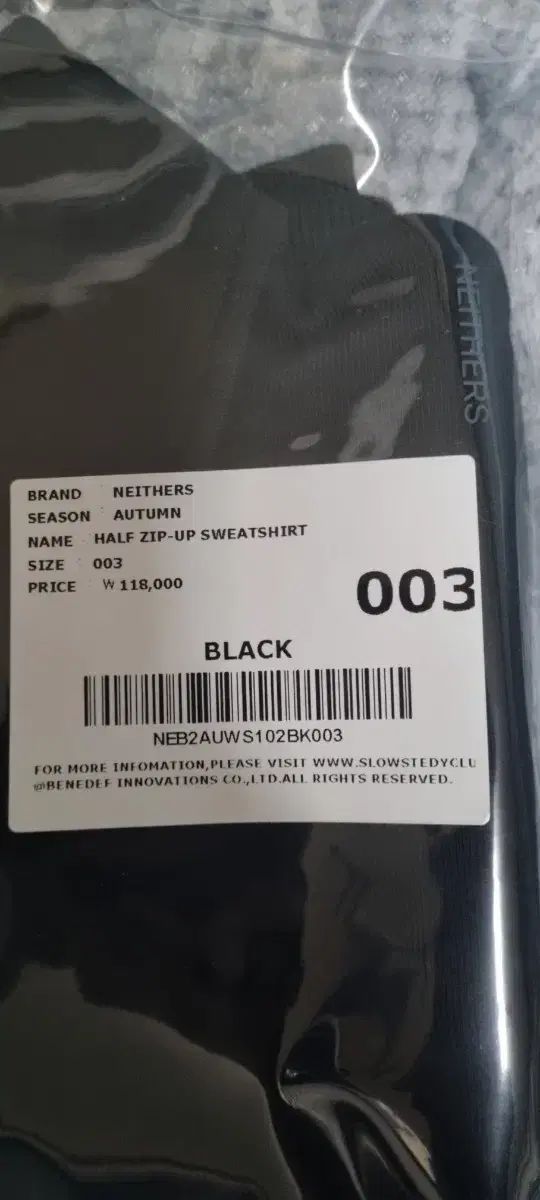 NEITHERS
BRAND : NEITHERS
SEASON : AUTUMN
NAME : HALF ZIP-UP SWEATSHIRT
SIZE : 003
PRICE : ₩ 118,000
003
BLACK
NEB2AUWS102BK003
FOR MORE INFOMATION,PLEASE VISIT WWW.SLOWSTEDYCLU
@BENEDEF INNOVATIONS CO.,LTD.ALL RIGHTS RESERVED.